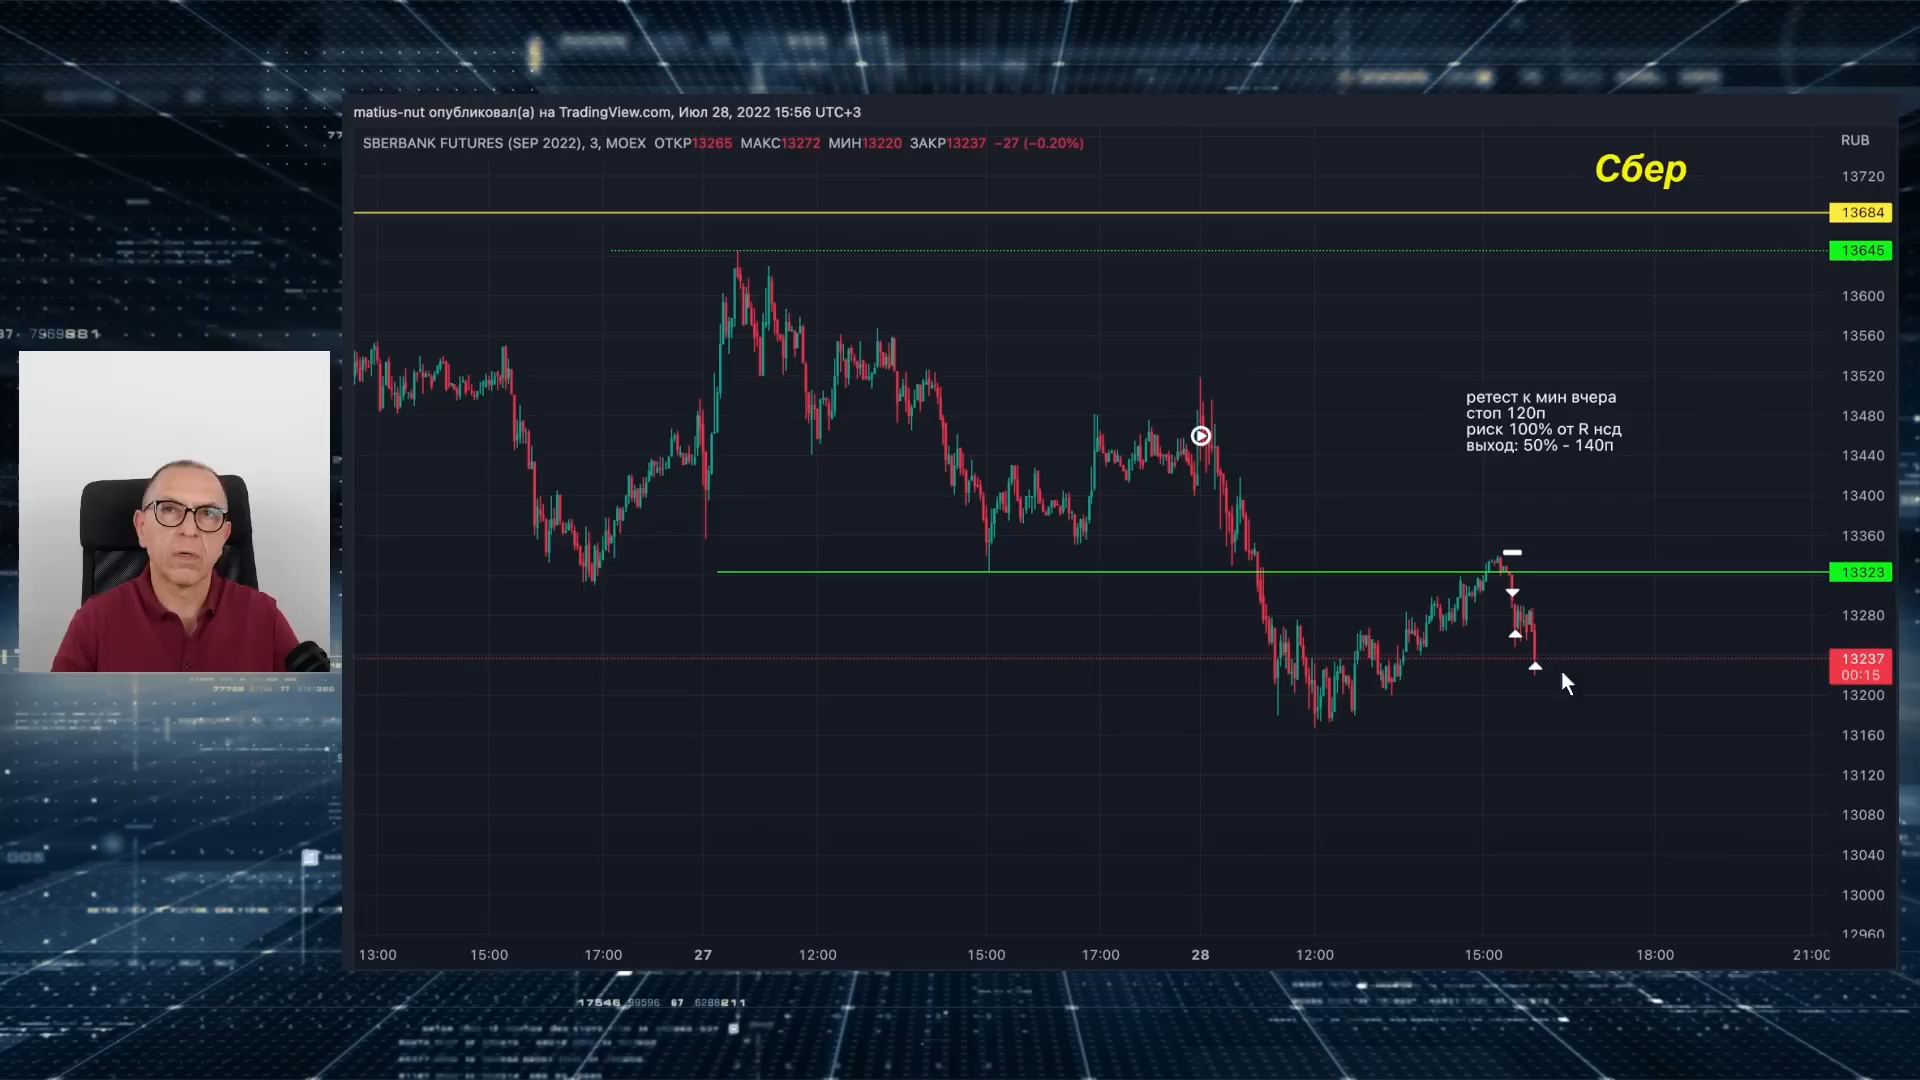 matius-nut опубликовал(а) на TradingView.com, Июл 28, 2022 15:56 UTC+3
SBERBANK FUTURES (SEP 2022), 3, MOEX ОТКР13265 МАКС13272 МИН13220 ЗАКР13237 −27 (−0.20%)
RUB
Сбер
13720
13684
13645
13600
13560
13520
13480
13440
13400
13360
13323
13280
13237
00:15
13200
13160
13120
13080
13040
13000
12960
ретест к мин вчера
стоп 120п
риск 100% от R нсд
выход: 50% - 140п
13:00 15:00 17:00 27 12:00 15:00 17:00 28 12:00 15:00 18:00 21:00
17546 99596 67 6288211